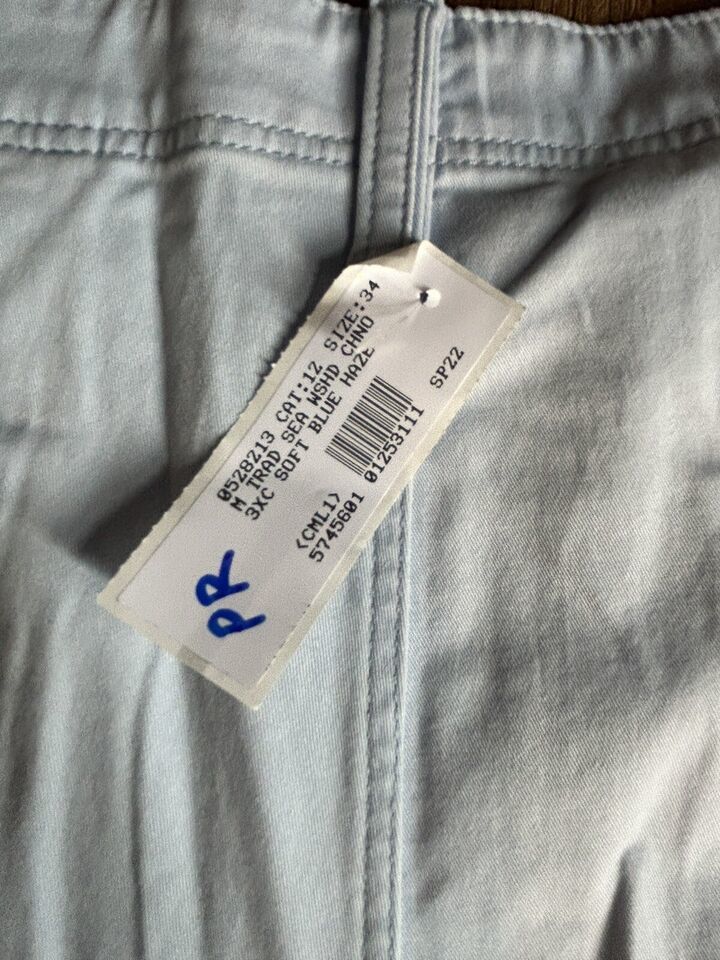 0528213 CAT:12 SIZE:34
M TRAD SEA WSHD CHNO
3XC SOFT BLUE HAZE
(CML1)
5745601 01253111 SP22
PR